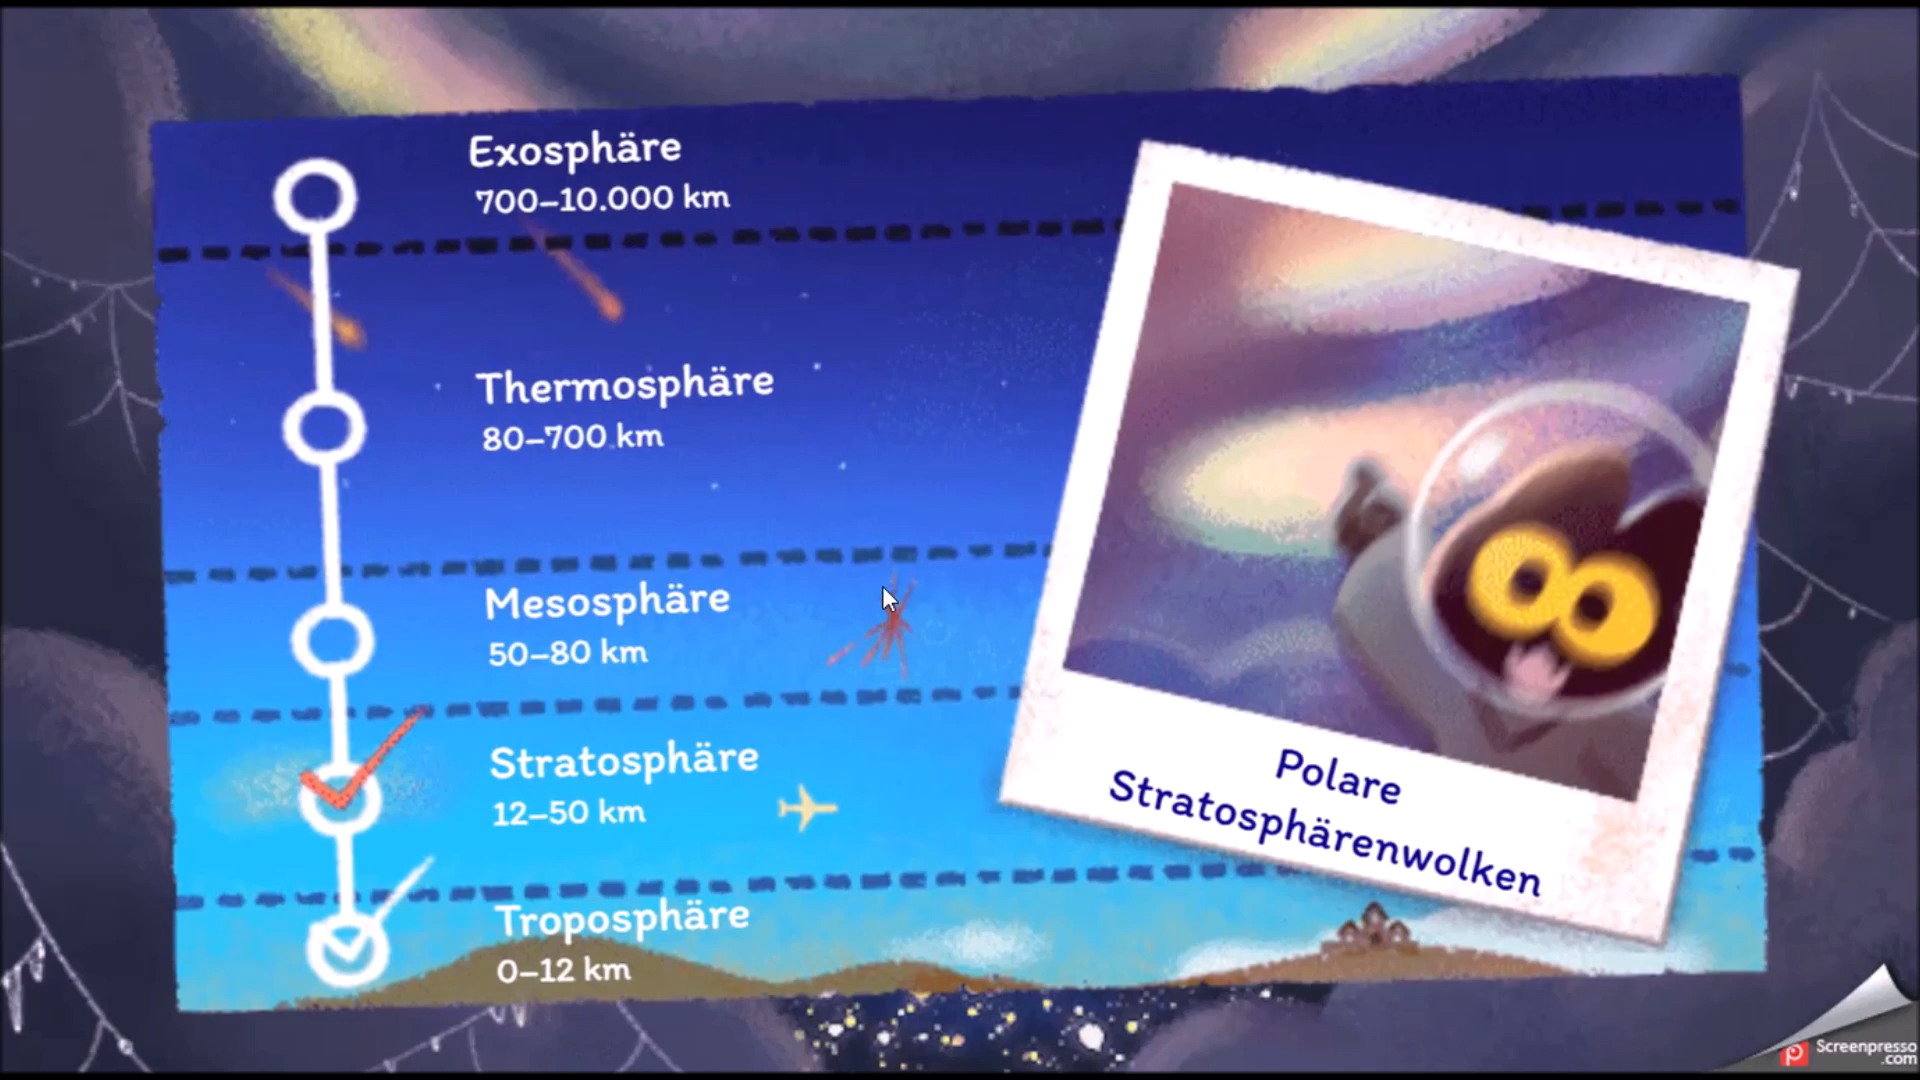 Exosphäre
700–10.000 km
Thermosphäre
80–700 km
Mesosphäre
50–80 km
Stratosphäre
12–50 km
Troposphäre
0–12 km
Polare
Stratosphärenwolken
Screenpresso
.com